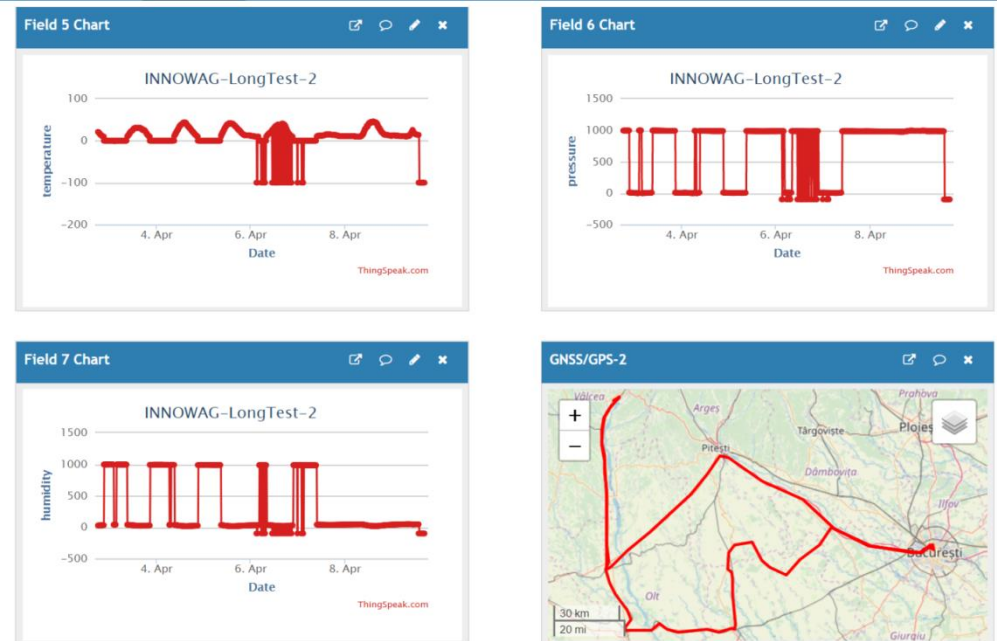 Field 5 Chart
INNOWAG-LongTest-2
temperature
100
0
-100
-200
4. Apr
6. Apr
8. Apr
Date
ThingSpeak.com
Field 6 Chart
INNOWAG-LongTest-2
pressure
1500
1000
500
0
-500
4. Apr
6. Apr
8. Apr
Date
ThingSpeak.com
Field 7 Chart
INNOWAG-LongTest-2
humidity
1500
1000
500
0
-500
4. Apr
6. Apr
8. Apr
Date
ThingSpeak.com
GNSS/GPS-2
+
−
Vâlcea
Argeș
Prahova
Târgoviște
Ploieș
Pitești
Dâmbovița
Ilfov
București
Olt
30 km
20 mi
Giurgiu